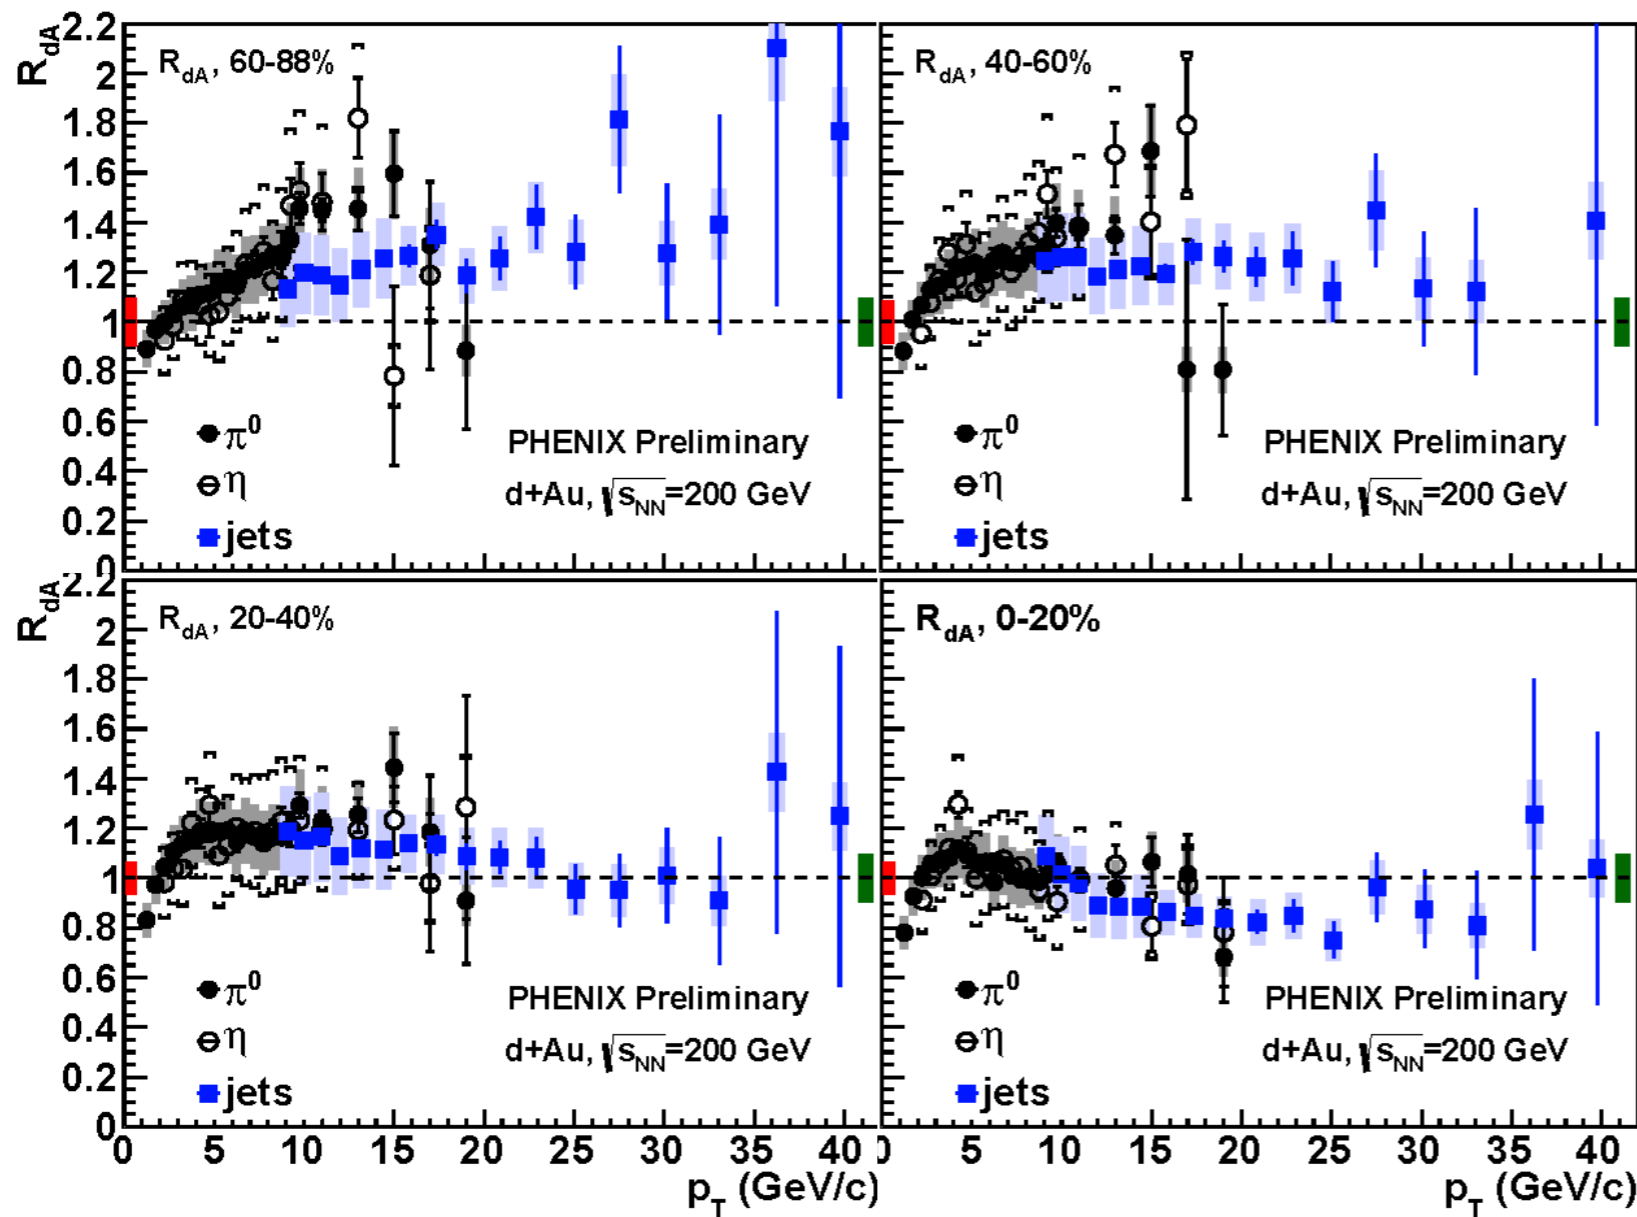 R_dA
2.2
2
1.8
1.6
1.4
1.2
1
0.8
0.6
0.4
0.2
0
R_dA, 60-88%
π⁰
η
jets
PHENIX Preliminary
d+Au, √s_NN=200 GeV
R_dA, 40-60%
π⁰
η
jets
PHENIX Preliminary
d+Au, √s_NN=200 GeV
R_dA
2.2
2
1.8
1.6
1.4
1.2
1
0.8
0.6
0.4
0.2
0
R_dA, 20-40%
π⁰
η
jets
PHENIX Preliminary
d+Au, √s_NN=200 GeV
0 5 10 15 20 25 30 35 40
p_T (GeV/c)
R_dA, 0-20%
π⁰
η
jets
PHENIX Preliminary
d+Au, √s_NN=200 GeV
0 5 10 15 20 25 30 35 40
p_T (GeV/c)